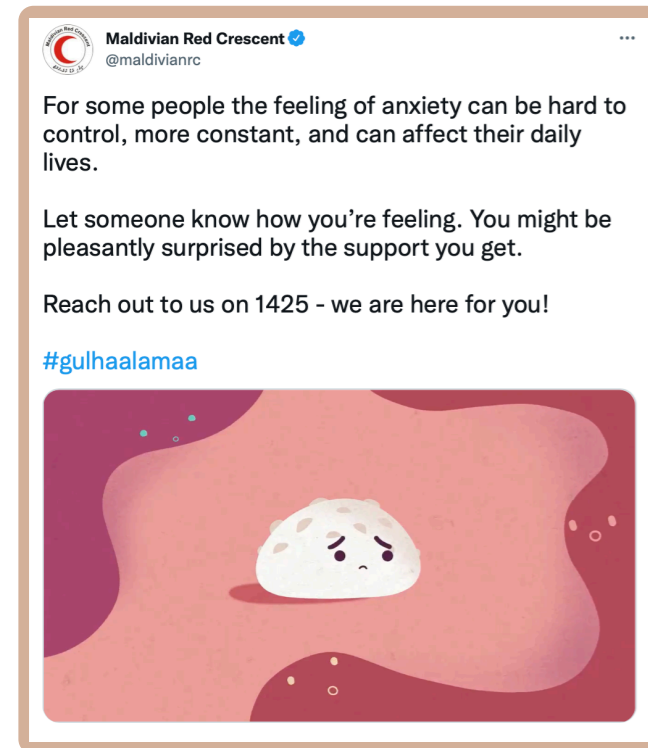 Maldivian Red Crescent
@maldivianrc
For some people the feeling of anxiety can be hard to
control, more constant, and can affect their daily
lives.
Let someone know how you’re feeling. You might be
pleasantly surprised by the support you get.
Reach out to us on 1425 - we are here for you!
#gulhaalamaa